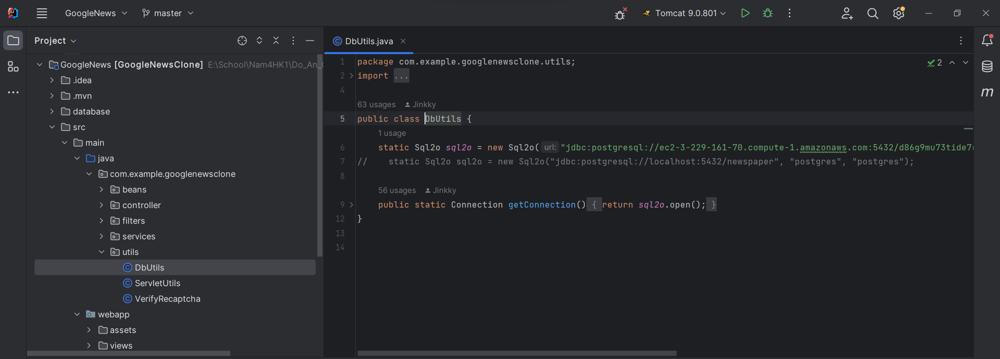 GoogleNews master Tomcat 9.0.801
Project
GoogleNews [GoogleNewsClone] E:\School\Nam4HK1\Do_An_
.idea
.mvn
database
src
main
java
com.example.googlenewsclone
beans
controller
filters
services
utils
DbUtils
ServletUtils
VerifyRecaptcha
webapp
assets
views
DbUtils.java
2
1 package com.example.googlenewsclone.utils;
2 import ...
4
63 usages Jinkky
5 public class DbUtils {
1 usage
6 static Sql2o sql2o = new Sql2o( url: "jdbc:postgresql://ec2-3-229-161-70.compute-1.amazonaws.com:5432/d86g9mu73tide7
7 // static Sql2o sql2o = new Sql2o("jdbc:postgresql://localhost:5432/newspaper", "postgres", "postgres");
8
56 usages Jinkky
9 public static Connection getConnection() { return sql2o.open(); }
12 }
13
14
m